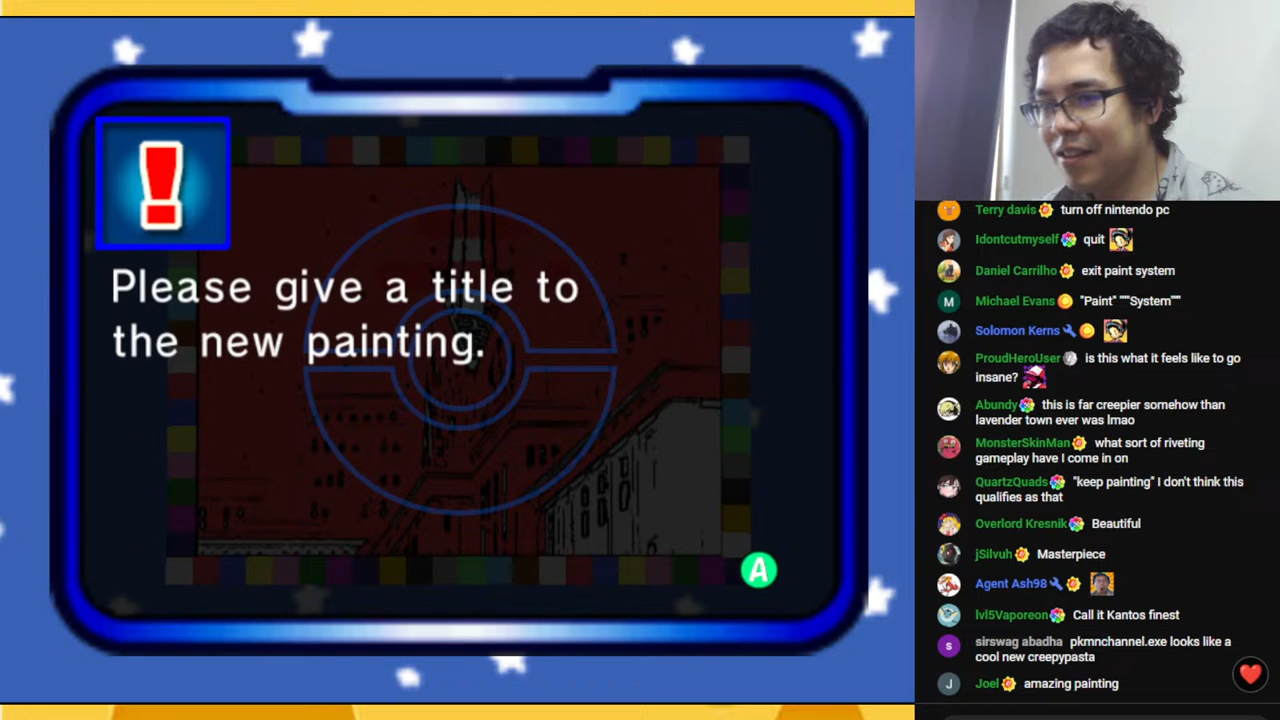 Please give a title to
the new painting.
A
Terry davis turn off nintendo pc
Idontcutmyself quit
Daniel Carrilho exit paint system
M
Michael Evans "Paint" """System"""
Solomon Kerns
ProudHeroUser is this what it feels like to go
insane?
Abundy this is far creepier somehow than
lavender town ever was lmao
MonsterSkinMan what sort of riveting
gameplay have I come in on
QuartzQuads "keep painting" I don't think this
qualifies as that
Overlord Kresnik Beautiful
jSilvuh Masterpiece
Agent Ash98
lvl5Vaporeon Call it Kantos finest
s
sirswag abadha pkmnchannel.exe looks like a
cool new creepypasta
J
Joel amazing painting